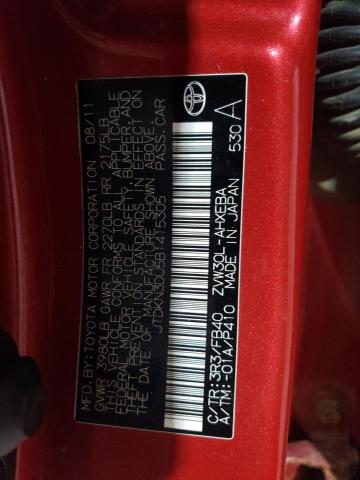 MFD.BY:TOYOTA MOTOR CORPORATION 08/11
GVWR 3980LB GAWR FR 2270LB RR 2175LB
THIS VEHICLE CONFORMS TO ALL APPLICABLE
FEDERAL MOTOR VEHICLE SAFETY, BUMPER, AND
THEFT PREVENTION STANDARDS IN EFFECT ON
THE DATE OF MANUFACTURE SHOWN ABOVE.
JTDKN3DU5B1415305 PASS.CAR
C/TR:3R3/FB40 ZVW30L-AHXEBA
A/TM:-01A/P410 MADE IN JAPAN 530 A